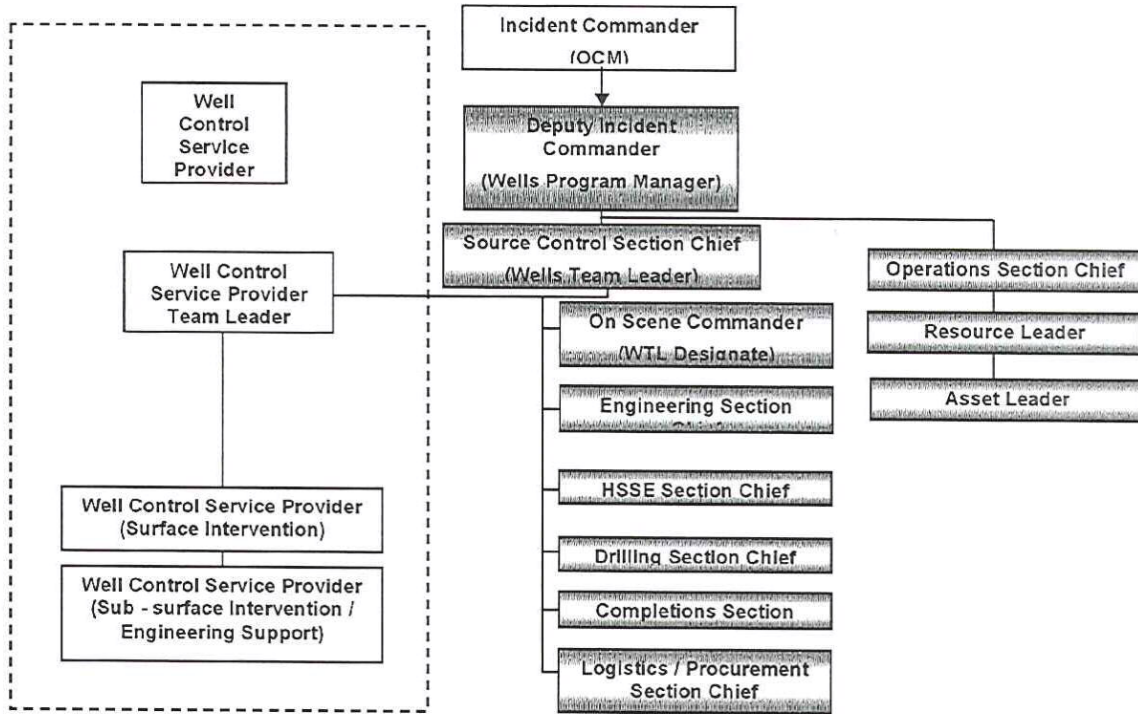 Incident Commander
(OCM)
Well
Control
Service
Provider
Deputy Incident
Commander
(Wells Program Manager)
Source Control Section Chief
(Wells Team Leader)
Well Control
Service Provider
Team Leader
Operations Section Chief
On Scene Commander
(WTL Designate)
Resource Leader
Asset Leader
Engineering Section
HSSE Section Chief
Well Control Service Provider
(Surface Intervention)
Drilling Section Chief
Well Control Service Provider
(Sub - surface Intervention /
Engineering Support)
Completions Section
Logistics / Procurement
Section Chief